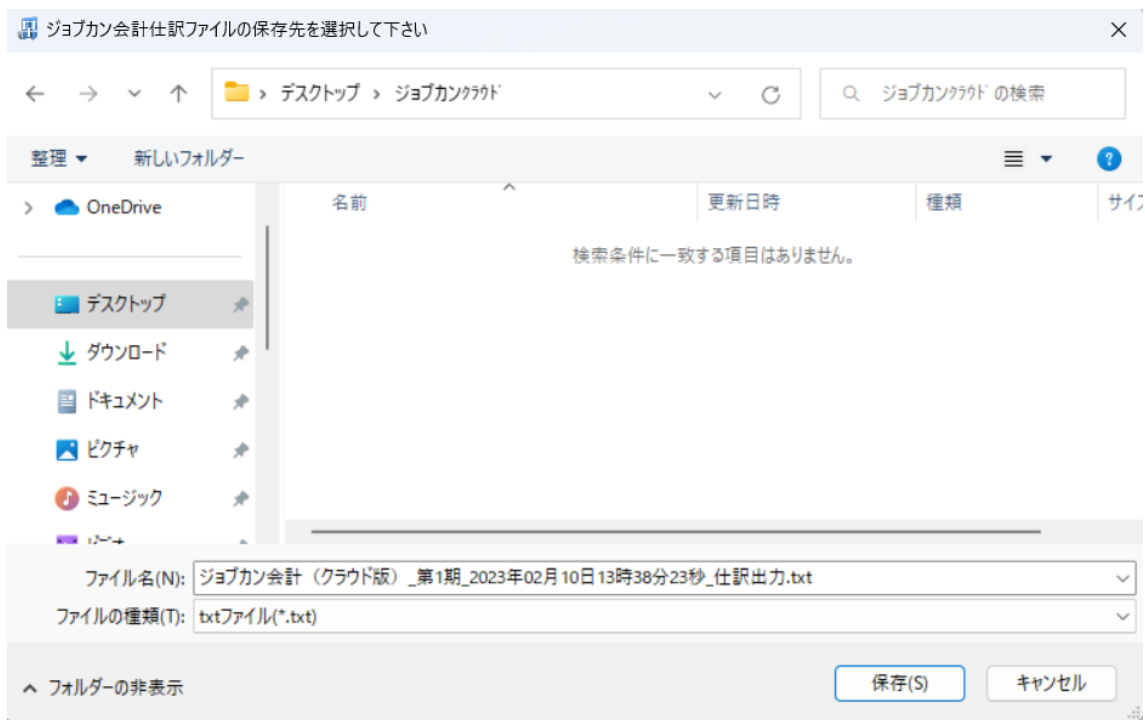 ジョブカン会計仕訳ファイルの保存先を選択して下さい
デスクトップ › ジョブカンクラウド
ジョブカンクラウド の検索
整理
新しいフォルダー
OneDrive
名前
更新日時
種類
サイズ
検索条件に一致する項目はありません。
デスクトップ
ダウンロード
ドキュメント
ピクチャ
ミュージック
ビデオ
ファイル名(N):
ジョブカン会計（クラウド版）_第1期_2023年02月10日13時38分23秒_仕訳出力.txt
ファイルの種類(T):
txtファイル(*.txt)
フォルダーの非表示
保存(S)
キャンセル